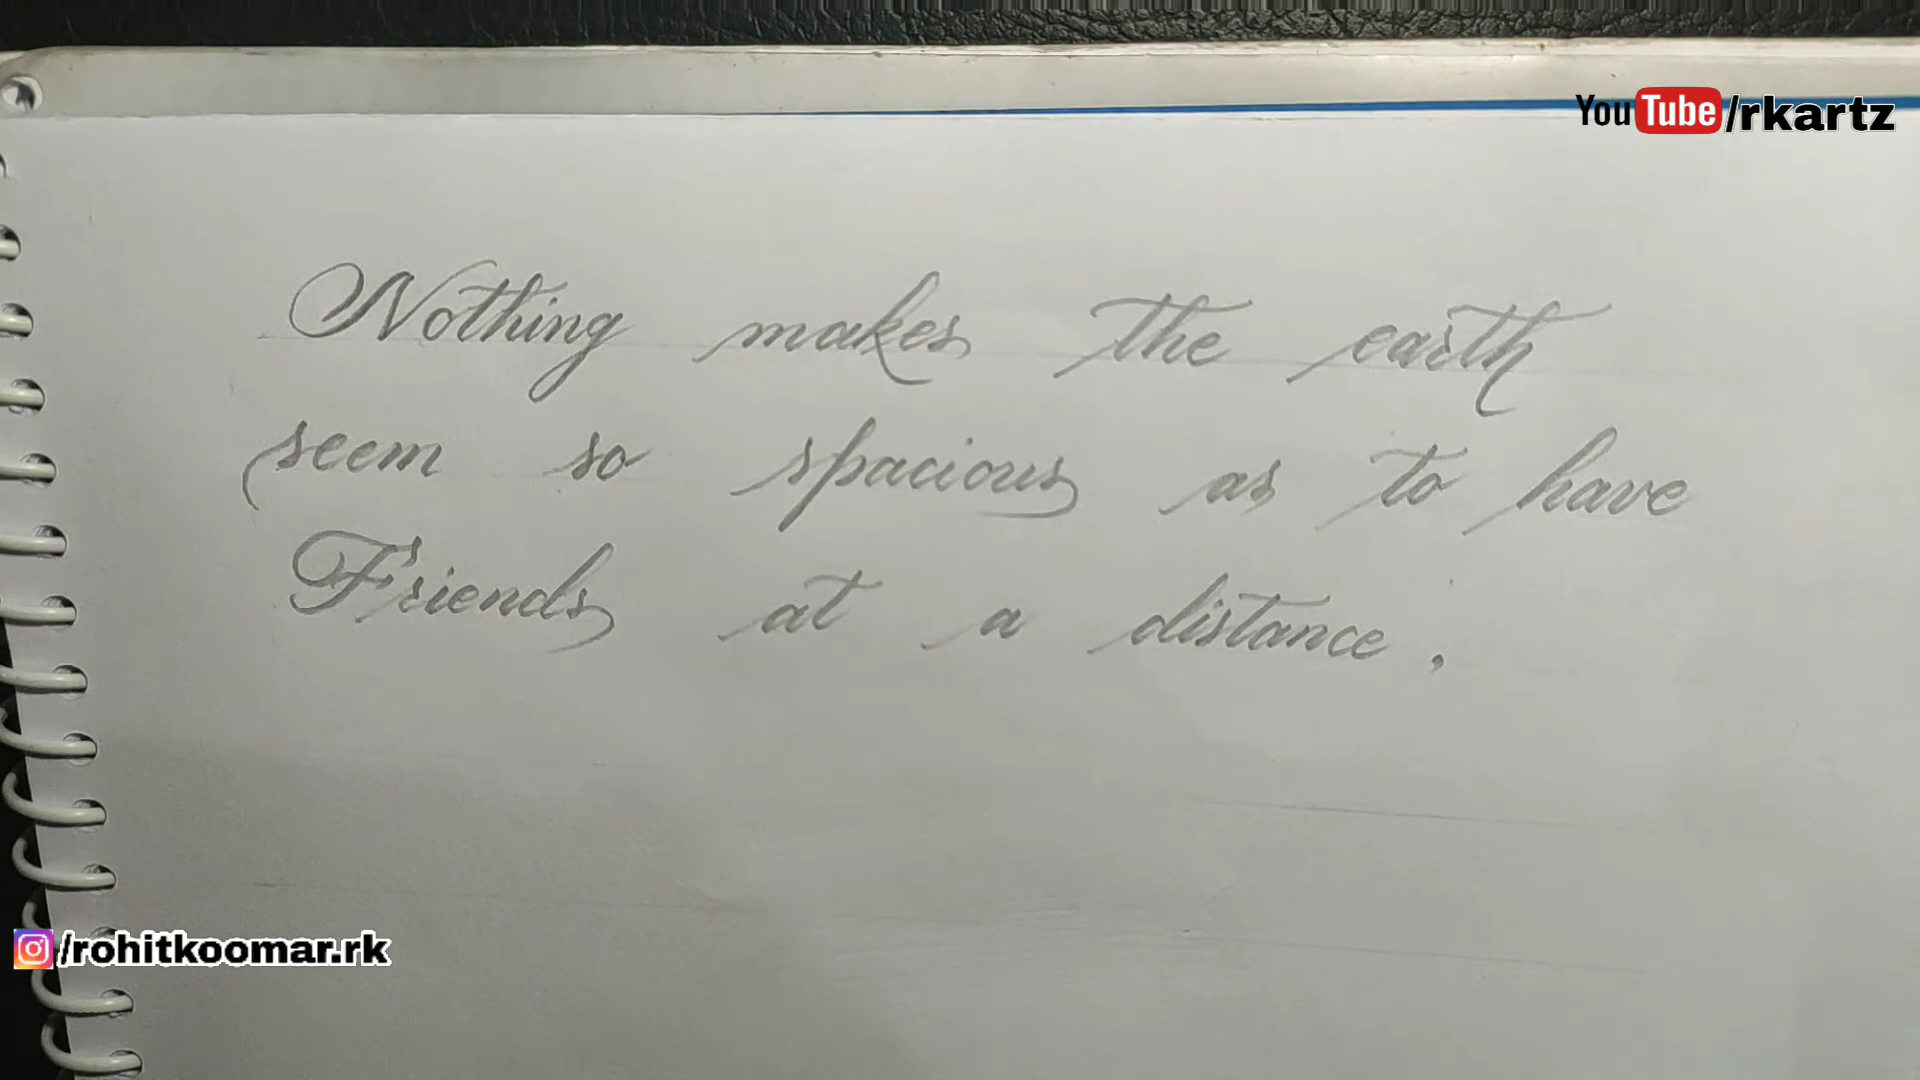 YouTube/rkartz
Nothing makes the earth
seem so spacious as to have
Friends at a distance.
/rohitkoomar.rk